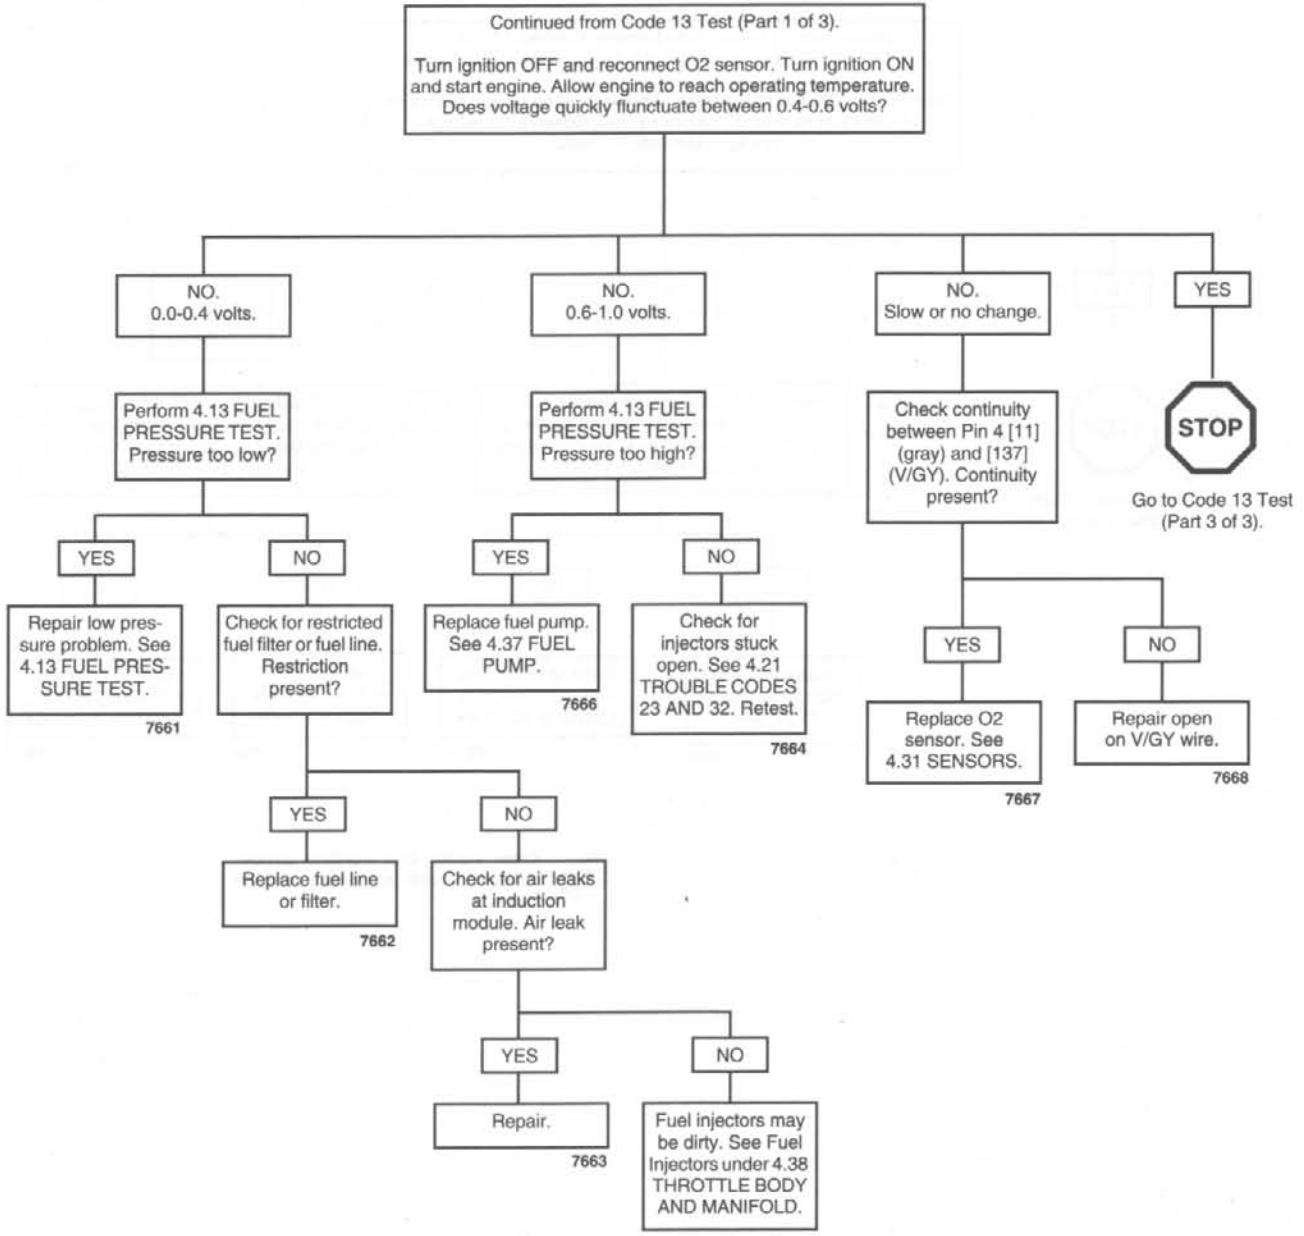 Continued from Code 13 Test (Part 1 of 3).
Turn ignition OFF and reconnect O2 sensor. Turn ignition ON
and start engine. Allow engine to reach operating temperature.
Does voltage quickly flunctuate between 0.4-0.6 volts?
NO.
0.0-0.4 volts.
NO.
0.6-1.0 volts.
NO.
Slow or no change.
YES
Perform 4.13 FUEL
PRESSURE TEST.
Pressure too low?
Perform 4.13 FUEL
PRESSURE TEST.
Pressure too high?
Check continuity
between Pin 4 [11]
(gray) and [137]
(V/GY). Continuity
present?
STOP
Go to Code 13 Test
(Part 3 of 3).
YES
NO
YES
NO
Repair low pres-
sure problem. See
4.13 FUEL PRES-
SURE TEST.
7661
Check for restricted
fuel filter or fuel line.
Restriction
present?
Replace fuel pump.
See 4.37 FUEL
PUMP.
7666
Check for
injectors stuck
open. See 4.21
TROUBLE CODES
23 AND 32. Retest.
7664
YES
NO
Replace O2
sensor. See
4.31 SENSORS.
7667
Repair open
on V/GY wire.
7668
YES
NO
Replace fuel line
or filter.
7662
Check for air leaks
at induction
module. Air leak
present?
YES
NO
Repair.
7663
Fuel injectors may
be dirty. See Fuel
Injectors under 4.38
THROTTLE BODY
AND MANIFOLD.